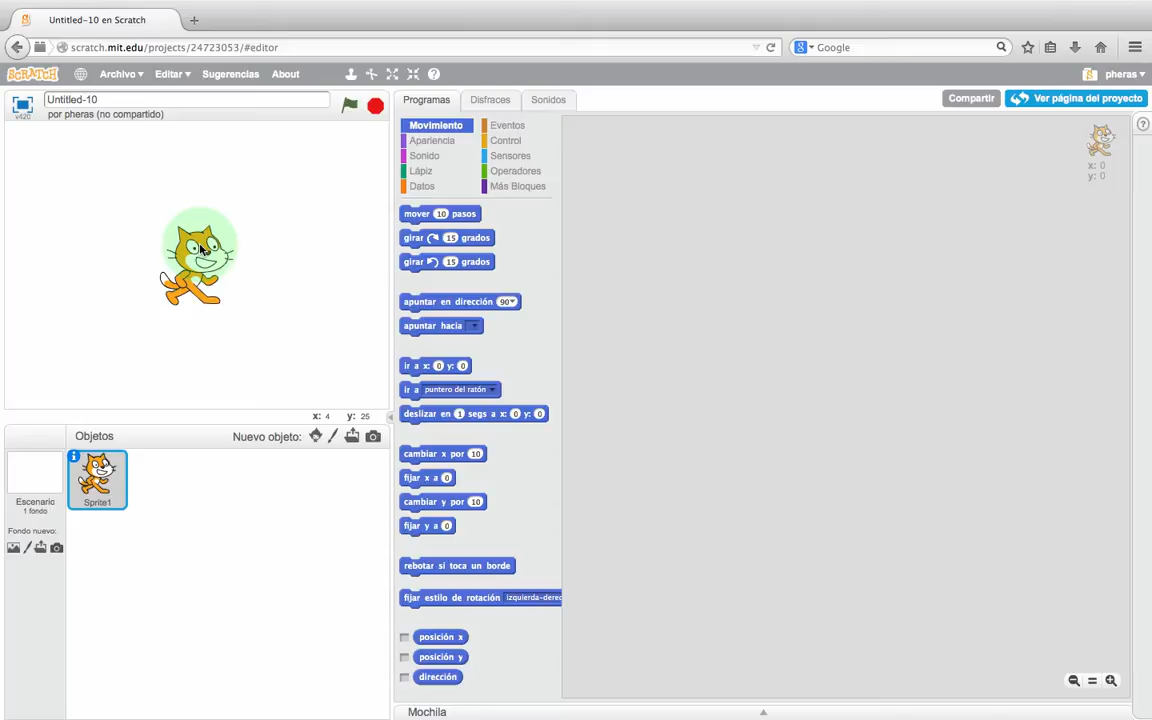 Untitled-10 en Scratch
scratch.mit.edu/projects/24723053/#editor
Google
SCRATCH
Archivo
Editar
Sugerencias
About
pheras
v420
Untitled-10
por pheras (no compartido)
Programas
Disfraces
Sonidos
Compartir
Ver página del proyecto
Movimiento
Apariencia
Sonido
Lápiz
Datos
Eventos
Control
Sensores
Operadores
Más Bloques
x: 0
y: 0
mover 10 pasos
girar 15 grados
girar 15 grados
apuntar en dirección 90
apuntar hacia
ir a x: 0 y: 0
ir a puntero del ratón
deslizar en 1 segs a x: 0 y: 0
cambiar x por 10
fijar x a 0
cambiar y por 10
fijar y a 0
rebotar si toca un borde
fijar estilo de rotación izquierda-derec
posición x
posición y
dirección
x: 4 y: 25
Objetos
Nuevo objeto:
Escenario
1 fondo
Fondo nuevo:
Sprite1
Mochila